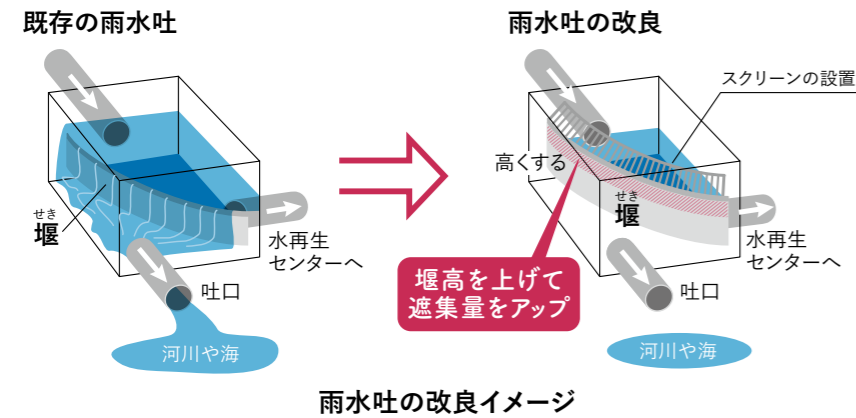 既存の雨水吐
せき
堰
水再生
センターへ
吐口
河川や海
雨水吐の改良
スクリーンの設置
高くする
せき
堰
水再生
センターへ
堰高を上げて
遮集量をアップ
吐口
河川や海
雨水吐の改良イメージ